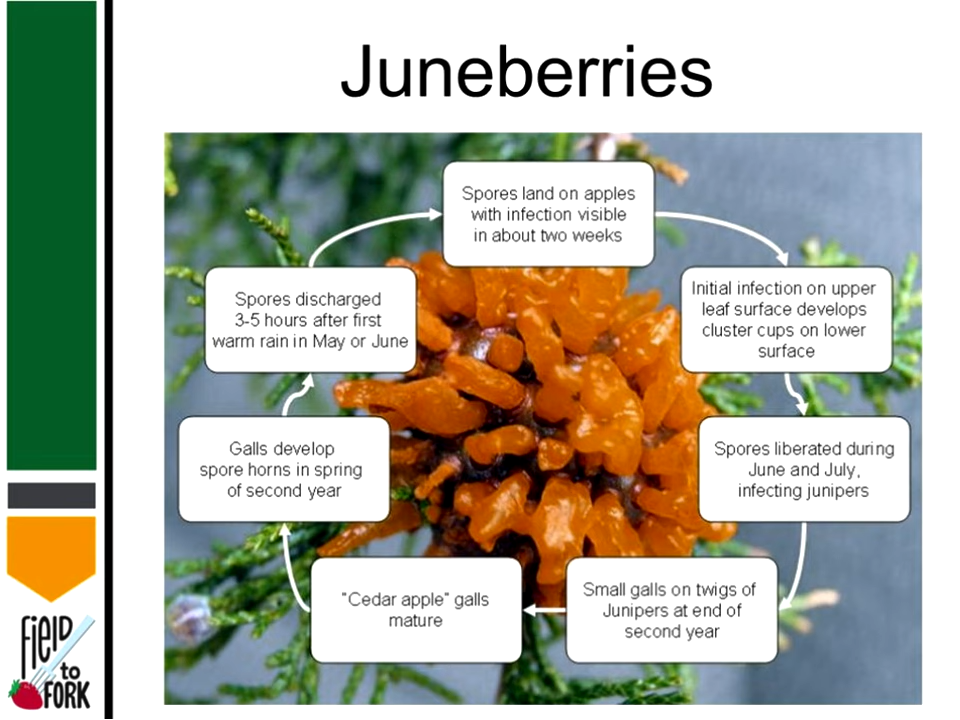 Juneberries
Spores land on apples
with infection visible
in about two weeks
Initial infection on upper
leaf surface develops
cluster cups on lower
surface
Spores liberated during
June and July,
infecting junipers
Small galls on twigs of
Junipers at end of
second year
"Cedar apple" galls
mature
Galls develop
spore horns in spring
of second year
Spores discharged
3-5 hours after first
warm rain in May or June
FiELD
to
FORK